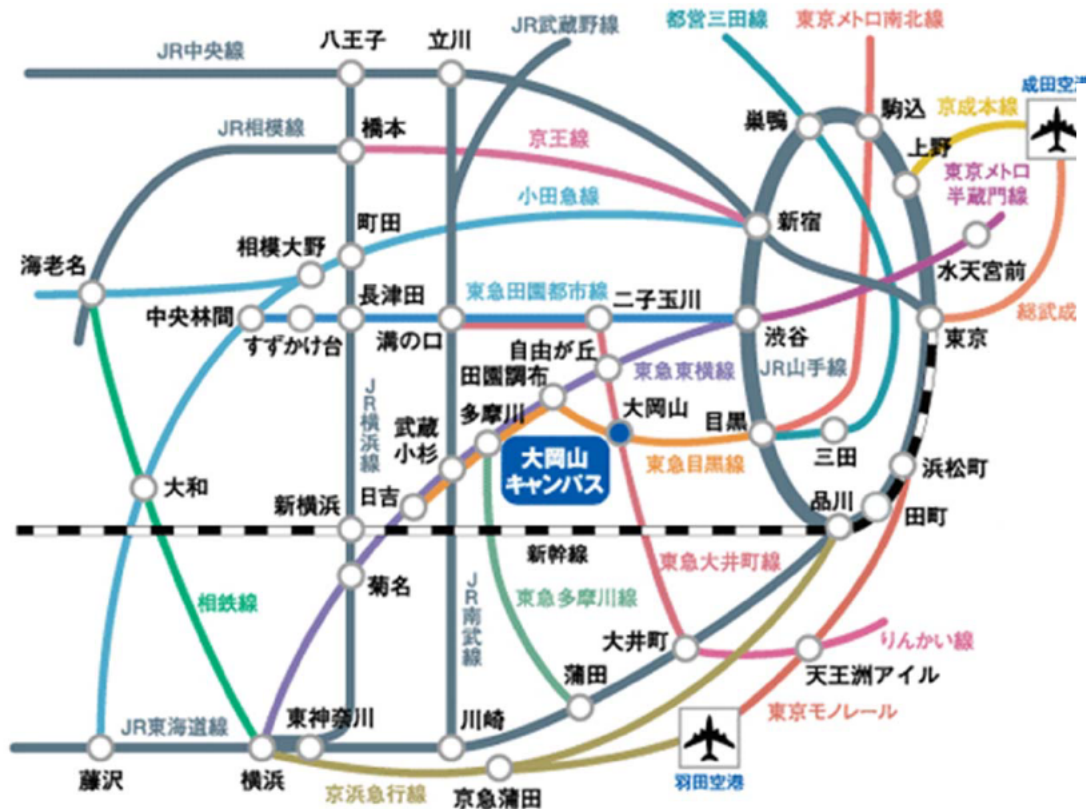 都営三田線
東京メトロ南北線
JR武蔵野線
八王子
立川
JR中央線
成田空港
京成本線
駒込
巣鴨
JR相模線
橋本
京王線
上野
東京メトロ
半蔵門線
小田急線
町田
新宿
相模大野
海老名
水天宮前
長津田
東急田園都市線
二子玉川
中央林間
すずかけ台
溝の口
渋谷
東京
総武成
自由が丘
田園調布
東急東横線
JR山手線
JR横浜線
多摩川
大岡山
目黒
武蔵
小杉
大岡山
キャンパス
東急目黒線
三田
浜松町
大和
日吉
新横浜
品川
田町
新幹線
東急大井町線
菊名
JR南武線
東急多摩川線
相鉄線
大井町
りんかい線
蒲田
天王洲アイル
東京モノレール
JR東海道線
東神奈川
川崎
藤沢
横浜
京浜急行線
京急蒲田
羽田空港